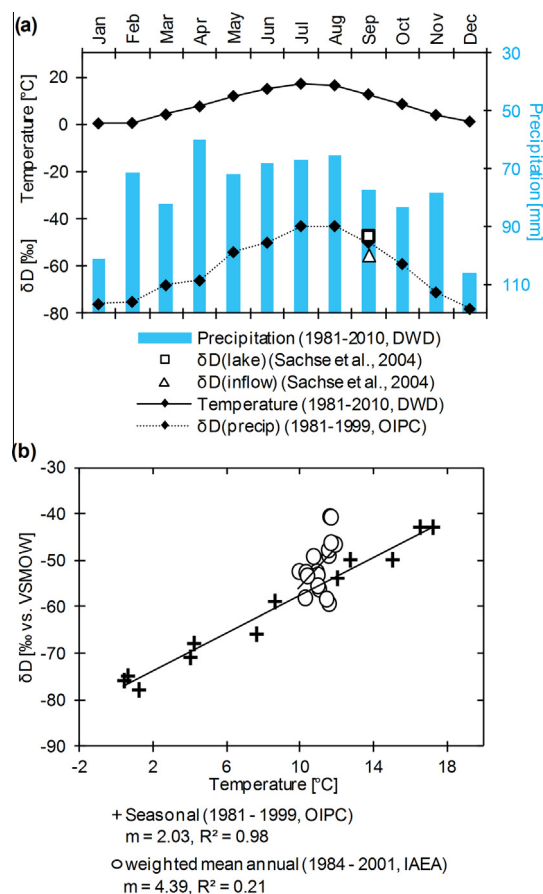 (a)
Jan Feb Mar Apr May Jun Jul Aug Sep Oct Nov Dec
Temperature [°C]
20
0
-20
-40
-60
-80
δD [‰]
30
50
70
90
110
Precipitation [mm]
Precipitation (1981-2010, DWD)
δD(lake) (Sachse et al., 2004)
δD(inflow) (Sachse et al., 2004)
Temperature (1981-2010, DWD)
δD(precip) (1981-1999, OIPC)
(b)
-30
-40
-50
-60
-70
-80
-90
δD [‰ vs. VSMOW]
-2 2 6 10 14 18
Temperature [°C]
+ Seasonal (1981 - 1999, OIPC)
m = 2.03, R² = 0.98
weighted mean annual (1984 - 2001, IAEA)
m = 4.39, R² = 0.21